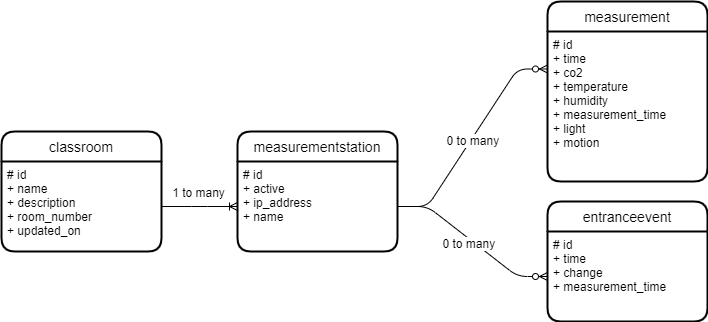 classroom
# id
+ name
+ description
+ room_number
+ updated_on
1 to many
measurementstation
# id
+ active
+ ip_address
+ name
0 to many
0 to many
measurement
# id
+ time
+ co2
+ temperature
+ humidity
+ measurement_time
+ light
+ motion
entranceevent
# id
+ time
+ change
+ measurement_time